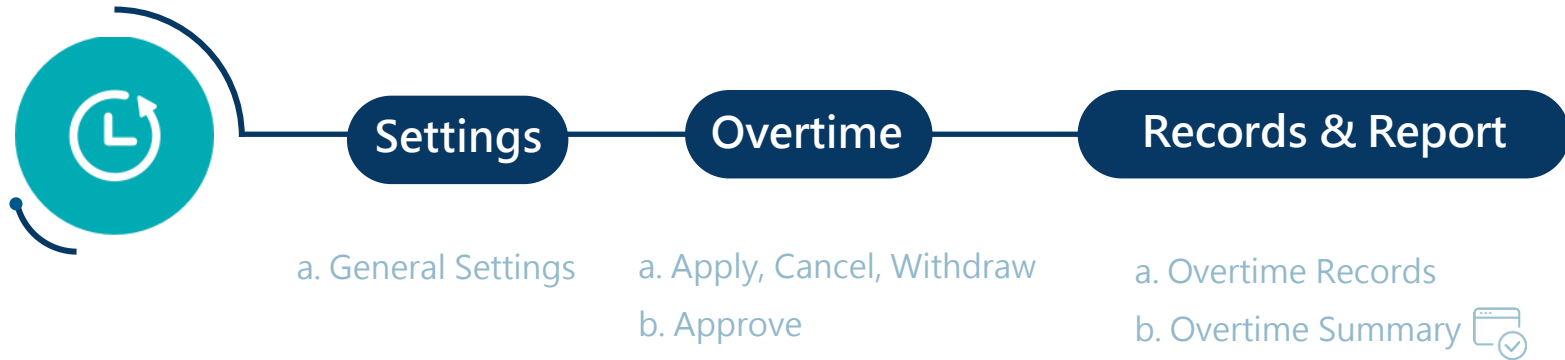 Settings
Overtime
Records & Report
a. General Settings
a. Apply, Cancel, Withdraw
b. Approve
a. Overtime Records
b. Overtime Summary